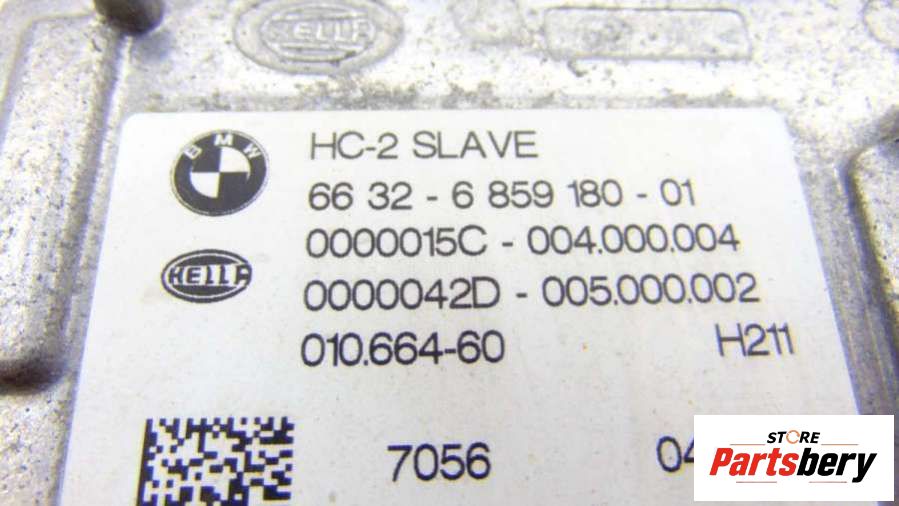 HELLA
BMW
HC-2 SLAVE
66 32 - 6 859 180 - 01
0000015C - 004.000.004
HELLA
0000042D - 005.000.002
010.664-60 H211
7056 04
STORE
Partsbery